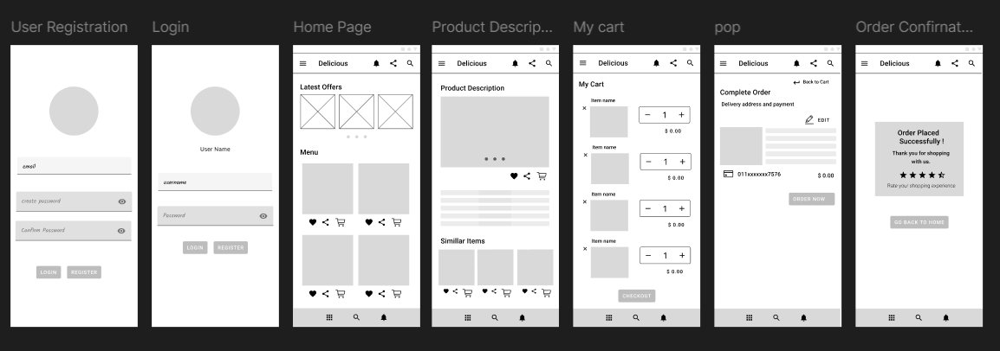 User Registration
email
create password
Confirm Password
LOGIN
REGISTER
Login
User Name
username
Password
LOGIN
REGISTER
Home Page
Delicious
Latest Offers
Menu
Product Descrip...
Delicious
Product Description
Simillar Items
My cart
Delicious
My Cart
Item name
1
$ 0.00
Item name
1
$ 0.00
Item name
1
$ 0.00
Item name
1
$ 0.00
CHECKOUT
pop
Delicious
Back to Cart
Complete Order
Delivery address and payment
EDIT
011xxxxxxx7576
$ 0.00
ORDER NOW
Order Confirmat...
Delicious
Order Placed
Successfully !
Thank you for shopping
with us.
Rate your shopping experience
GO BACK TO HOME